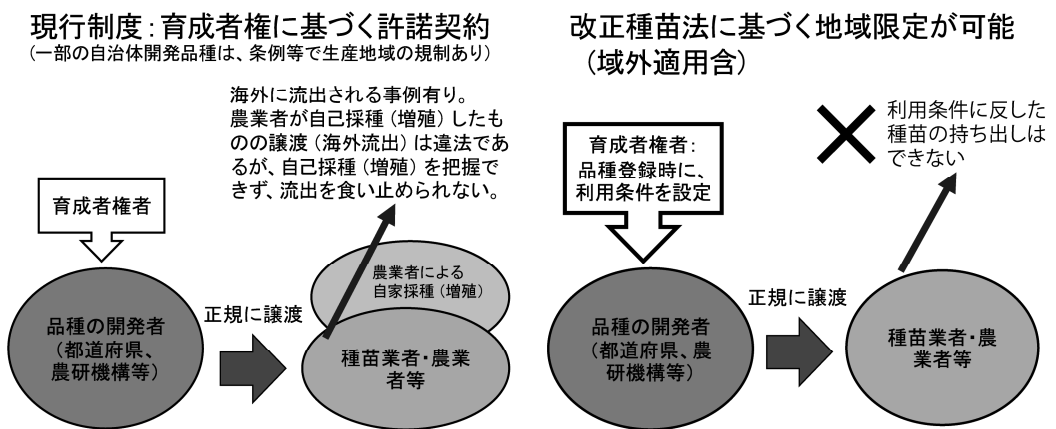 現行制度：育成者権に基づく許諾契約
（一部の自治体開発品種は、条例等で生産地域の規制あり）
海外に流出される事例有り。
農業者が自己採種（増殖）したも
のの譲渡（海外流出）は違法であ
るが、自己採種（増殖）を把握で
きず、流出を食い止められない。
育成者権者
農業者による
自家採種（増殖）
品種の開発者
（都道府県、
農研機構等）
正規に譲渡
種苗業者・農業
者等
改正種苗法に基づく地域限定が可能
（域外適用含）
利用条件に反した
種苗の持ち出しは
できない
育成者権者：
品種登録時に、
利用条件を設定
品種の開発者
（都道府県、農
研機構等）
正規に譲渡
種苗業者・農
業者等